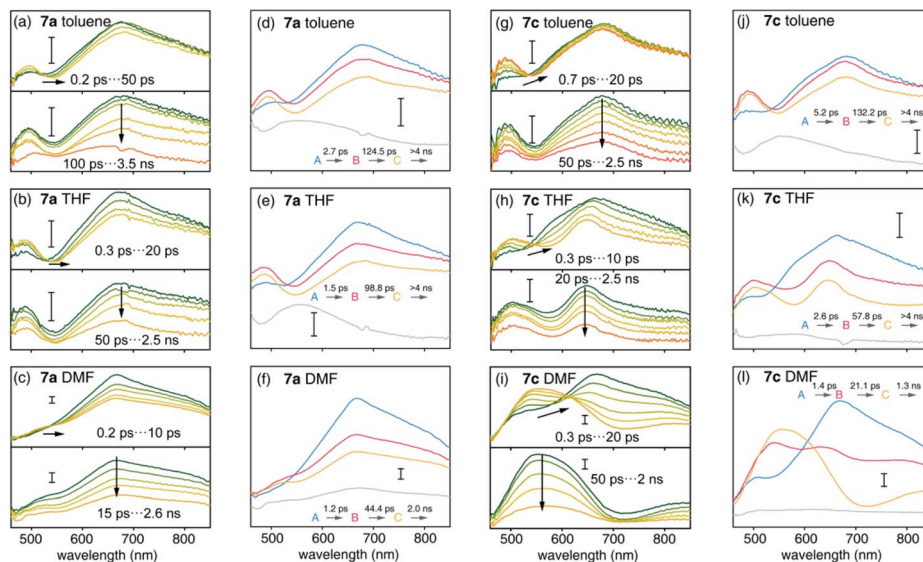 (a) 7a toluene
0.2 ps···50 ps
100 ps···3.5 ns
(d) 7a toluene
2.7 ps 124.5 ps >4 ns
A B C
(g) 7c toluene
0.7 ps···20 ps
50 ps···2.5 ns
(j) 7c toluene
5.2 ps 132.2 ps >4 ns
A B C
(b) 7a THF
0.3 ps···20 ps
50 ps···2.5 ns
(e) 7a THF
1.5 ps 98.8 ps >4 ns
A B C
(h) 7c THF
0.3 ps···10 ps
20 ps···2.5 ns
(k) 7c THF
2.6 ps 57.8 ps >4 ns
A B C
(c) 7a DMF
0.2 ps···10 ps
15 ps···2.6 ns
500 600 700 800
wavelength (nm)
(f) 7a DMF
1.2 ps 44.4 ps 2.0 ns
A B C
500 600 700 800
wavelength (nm)
(i) 7c DMF
0.3 ps···20 ps
50 ps···2 ns
500 600 700 800
wavelength (nm)
(l) 7c DMF
1.4 ps 21.1 ps 1.3 ns
A B C
500 600 700 800
wavelength (nm)